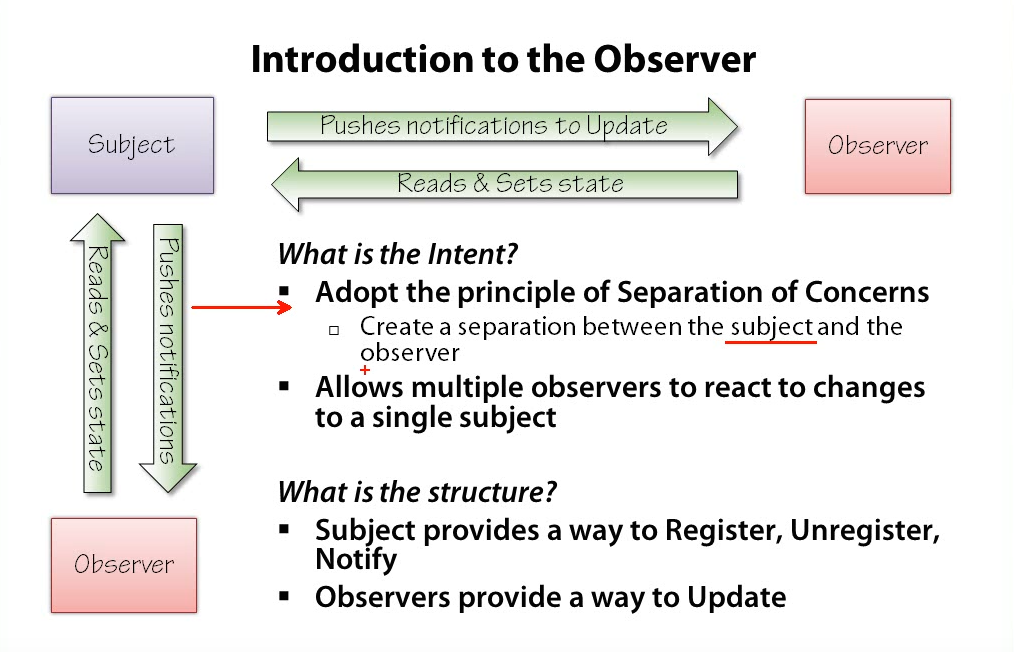 Introduction to the Observer
Subject
Pushes notifications to Update
Observer
Reads & Sets state
Reads & Sets state
Pushes notifications
What is the Intent?
▪ Adopt the principle of Separation of Concerns
▫ Create a separation between the subject and the
observer
▪ Allows multiple observers to react to changes
to a single subject
What is the structure?
▪ Subject provides a way to Register, Unregister,
Notify
▪ Observers provide a way to Update
Observer